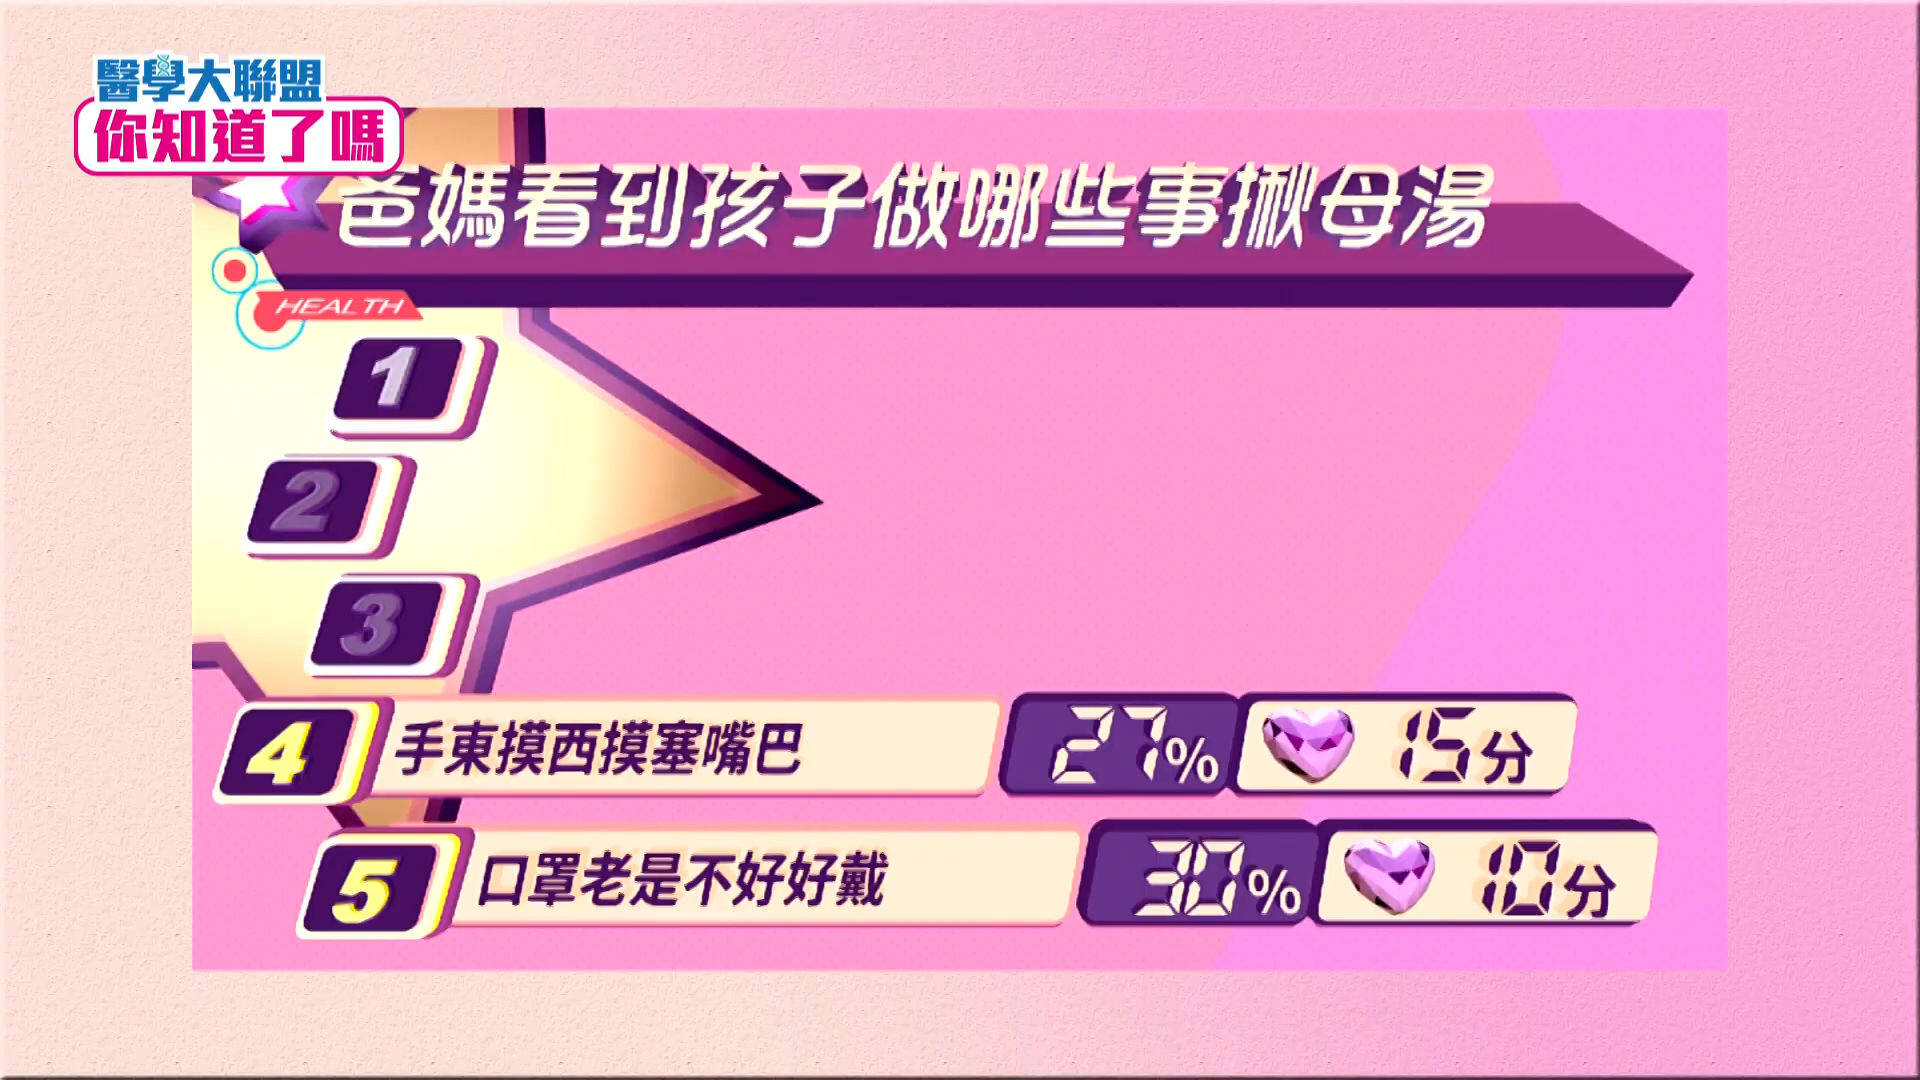 醫學大聯盟
你知道了嗎
爸媽看到孩子做哪些事揪母湯
HEALTH
1
2
3
4 手東摸西摸塞嘴巴 27% 15分
5 口罩老是不好好戴 30% 10分